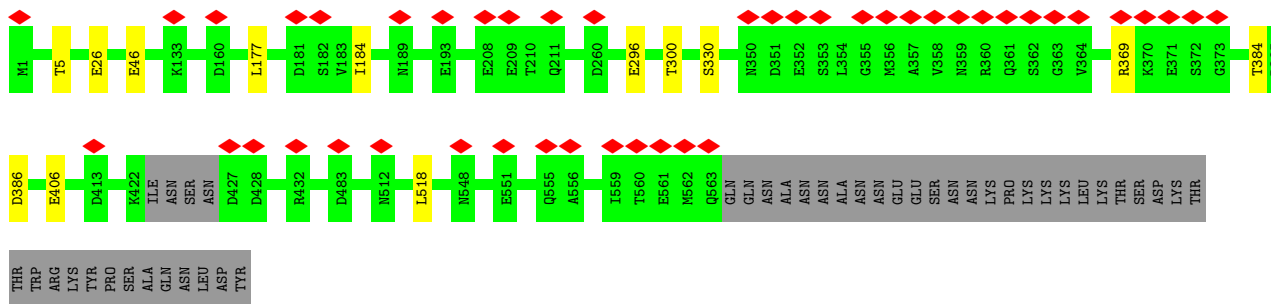 M1 T5 E26 E46 K133 D160 L177 D181 S182 V183 I184 N189 E193 E208 E209 T210 Q211 D260 E296 T300 S330 N350 D351 E352 S353 L354 G355 M356 A357 V358 N359 R360 Q361 S362 G363 V364 R369 K370 E371 S372 G373 T384
D386 E406 D413 K422 ILE ASN SER ASN D427 D428 R432 D483 N512 L518 N548 E551 Q555 A556 I559 T560 E561 M562 Q563 GLN GLN ASN ALA ASN ASN ALA ASN ASN GLU GLU SER ASN ASN LYS PRO LYS LYS LYS LEU LYS THR SER ASP LYS THR
THR TRP ARG LYS TYR PRO SER ALA GLN ASN LEU ASP TYR